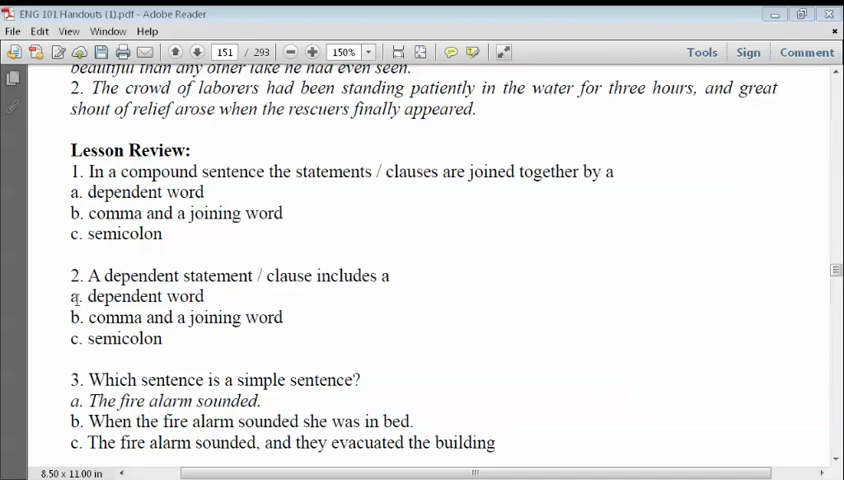 ENG 101 Handouts (1).pdf - Adobe Reader
File Edit View Window Help
151 / 293 150% Tools Sign Comment
beautiful than any other lake he had even seen.
2. The crowd of laborers had been standing patiently in the water for three hours, and great
shout of relief arose when the rescuers finally appeared.
Lesson Review:
1. In a compound sentence the statements / clauses are joined together by a
a. dependent word
b. comma and a joining word
c. semicolon
2. A dependent statement / clause includes a
a. dependent word
b. comma and a joining word
c. semicolon
3. Which sentence is a simple sentence?
a. The fire alarm sounded.
b. When the fire alarm sounded she was in bed.
c. The fire alarm sounded, and they evacuated the building
8.50 x 11.00 in